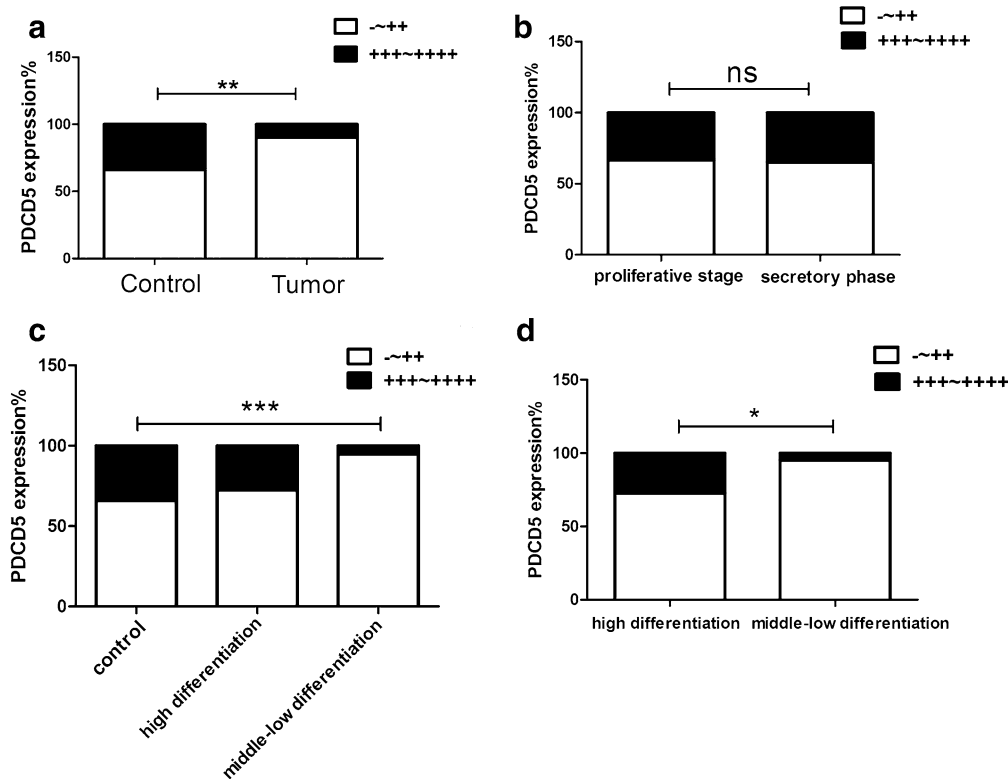 a
-~++
+++~++++
PDCD5 expression%
150
100
50
0
**
Control
Tumor
b
-~++
+++~++++
PDCD5 expression%
150
100
50
0
ns
proliferative stage
secretory phase
c
-~++
+++~++++
PDCD5 expression%
150
100
50
0
***
control
high differentiation
middle-low differentiation
d
-~++
+++~++++
PDCD5 expression%
150
100
50
0
*
high differentiation
middle-low differentiation